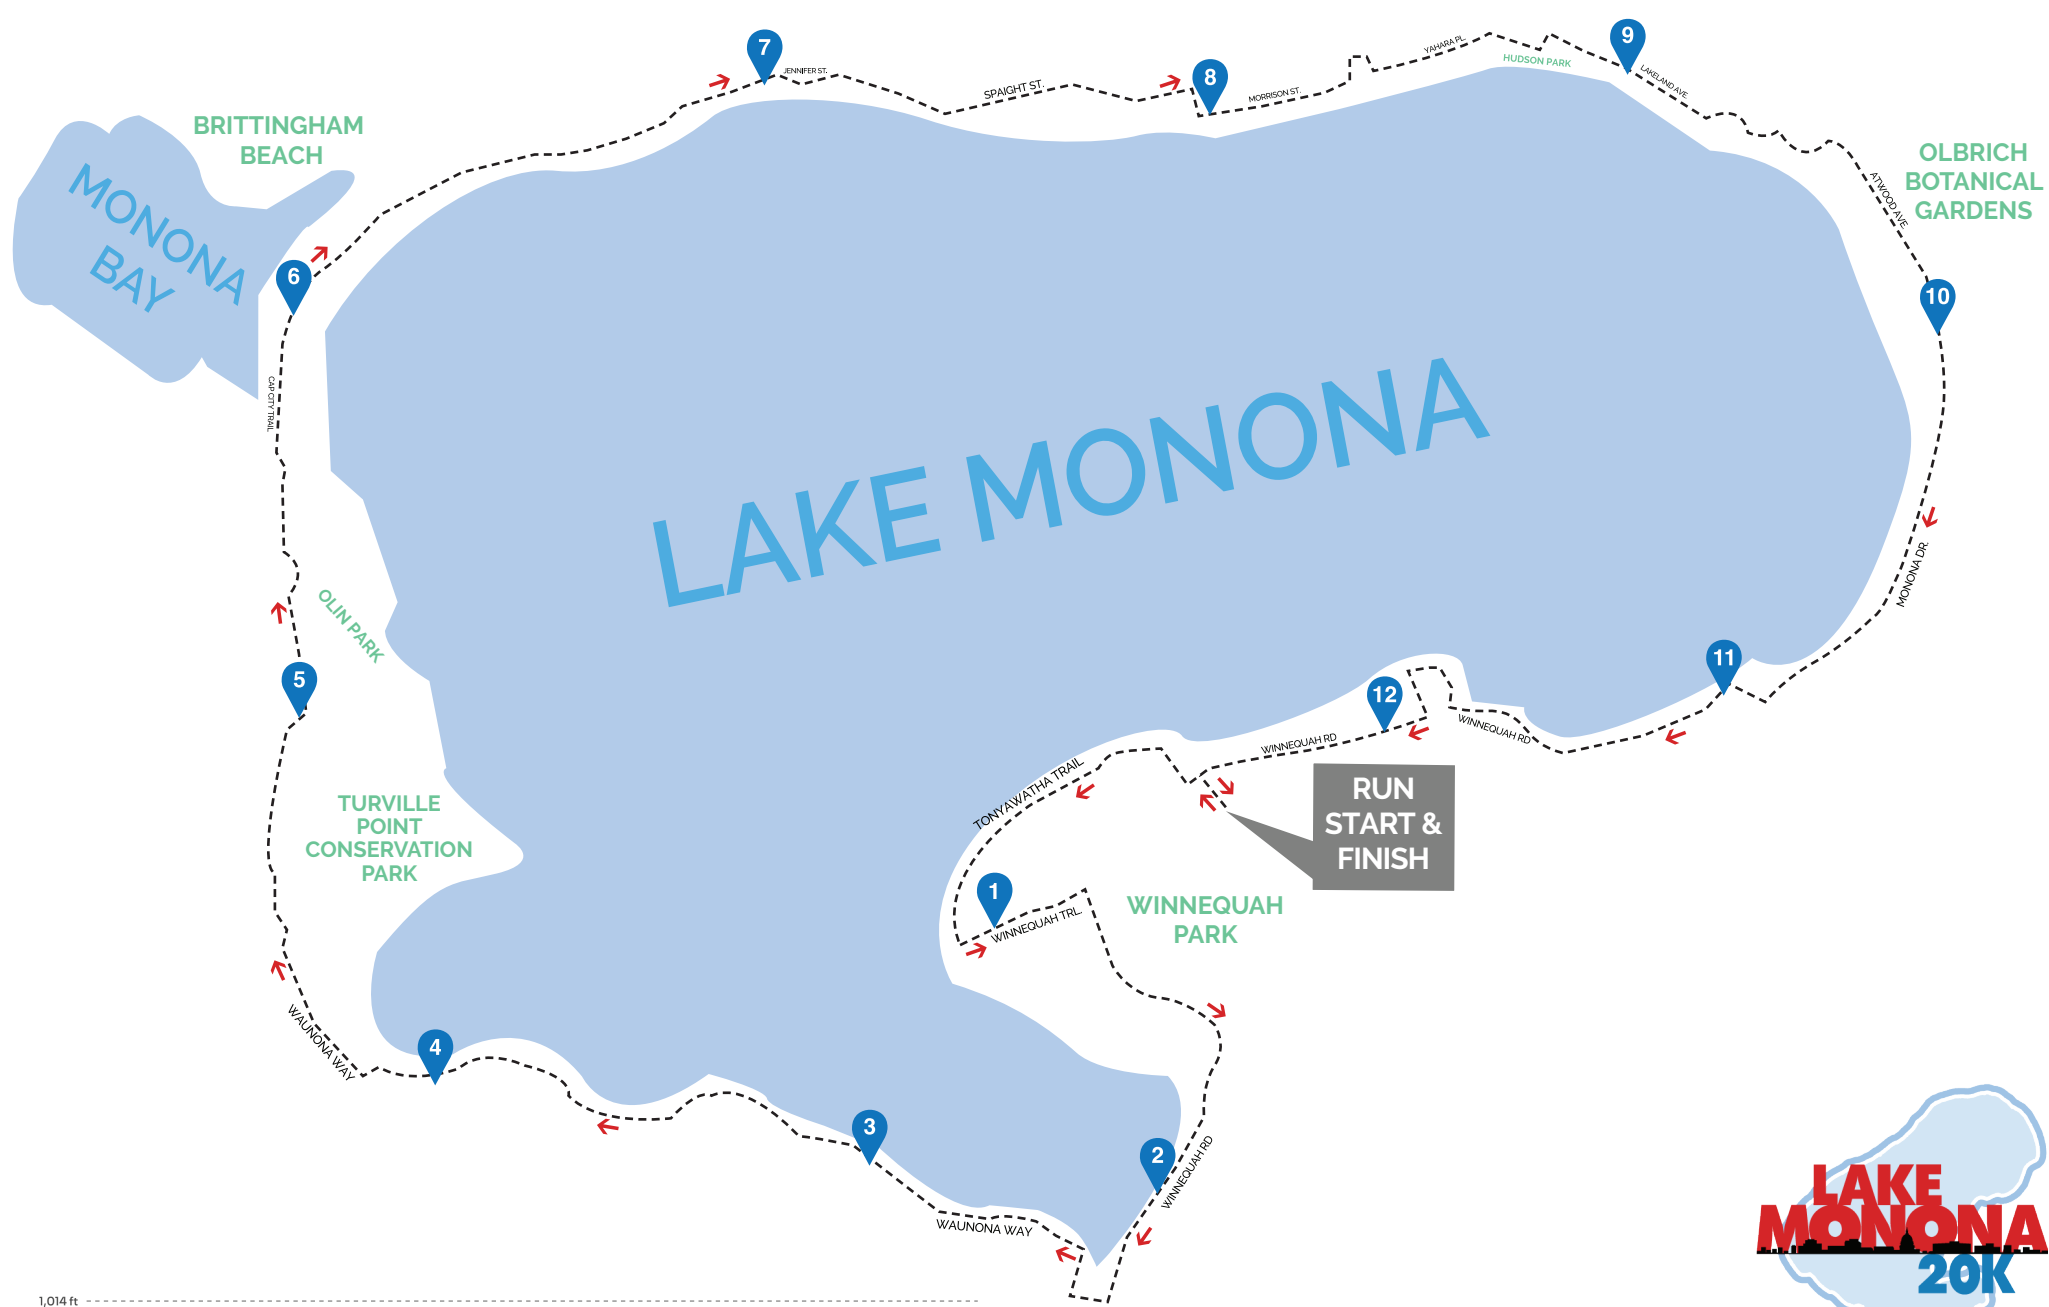 7
JENNIFER ST.
SPAIGHT ST.
8
MORRISON ST.
YAHARA PL.
HUDSON PARK
9
LAKELAND AVE.
BRITTINGHAM
BEACH
MONONA
BAY
OLBRICH
BOTANICAL
GARDENS
ATWOOD AVE.
6
10
CAP CITY TRAIL
LAKE MONONA
MONONA DR.
OLIN PARK
5
11
12
WINNEQUAH RD
WINNEQUAH RD
RUN
START &
FINISH
TONYAWATHA TRAIL
TURVILLE
POINT
CONSERVATION
PARK
1
WINNEQUAH TRL.
WINNEQUAH
PARK
WAUNONA WAY
4
3
2
WINNEQUAH RD
WAUNONA WAY
LAKE
MONONA
20K
1,014 ft